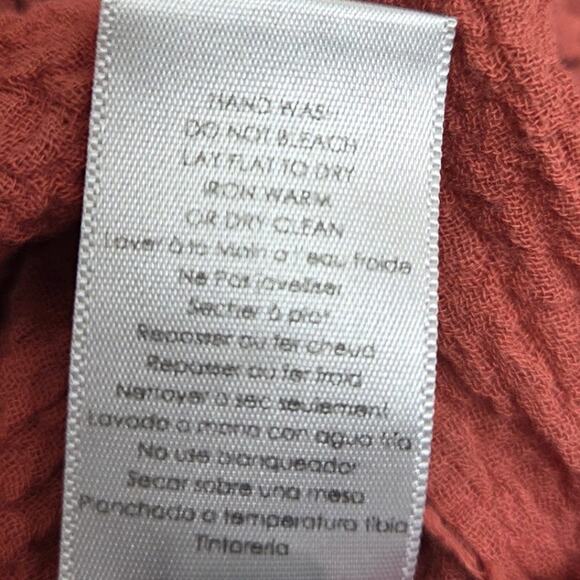 HAND WASH
DO NOT BLEACH
LAY FLAT TO DRY
IRON WARM
OR DRY CLEAN
Laver à la Main a l'eau froide
Ne Pas javeliser
Secher à plat
Repasser au fer cheud
Repasser au fer froid
Nettoyer a sec seulement
Lavado a mano con agua fria
No use blanqueador
Secar sobre una mesa
Planchado a temperatura tibia
Tintoreria